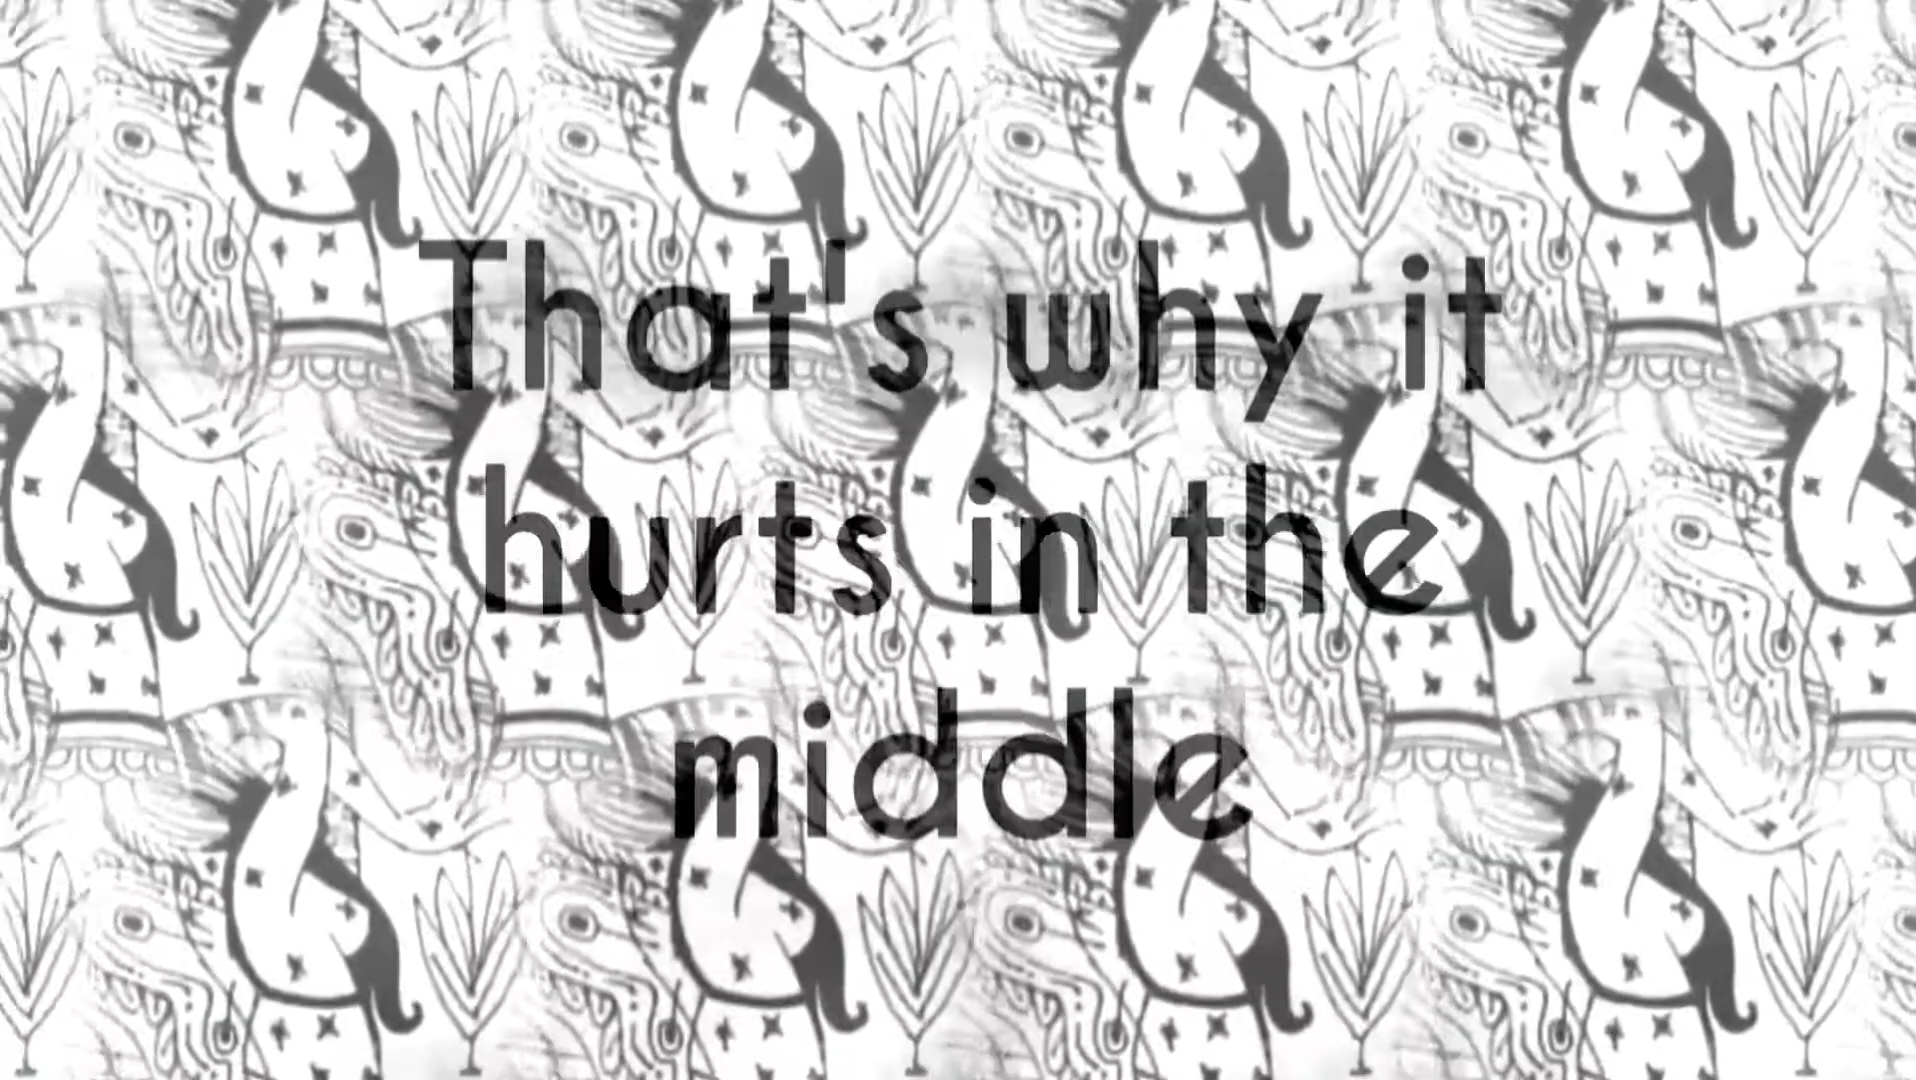 That's why it
hurts in the
middle